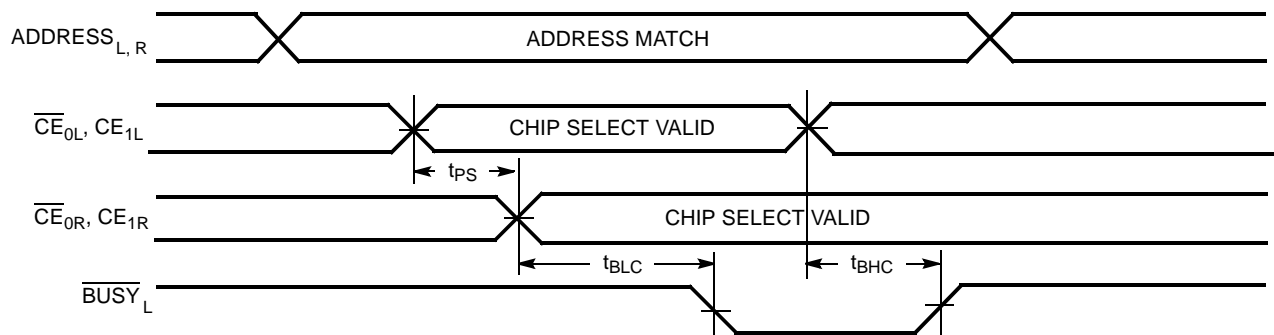 ADDRESS L, R ADDRESS MATCH
CE0L, CE1L CHIP SELECT VALID
tPS
CE0R, CE1R CHIP SELECT VALID
tBLC tBHC
BUSY L